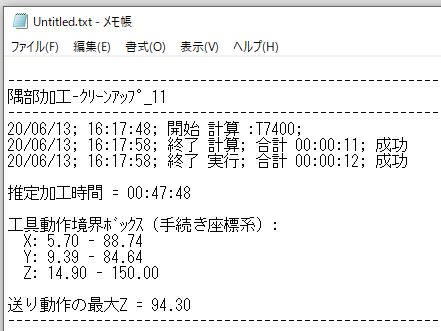 Untitled.txt - メモ帳
ファイル(F) 編集(E) 書式(O) 表示(V) ヘルプ(H)
隅部加工-ｸﾘｰﾝｱｯﾌﾟ_11
20/06/13; 16:17:48; 開始 計算 :T7400;
20/06/13; 16:17:58; 終了 計算; 合計 00:00:11; 成功
20/06/13; 16:17:58; 終了 実行; 合計 00:00:12; 成功
推定加工時間 = 00:47:48
工具動作境界ﾎﾞｯｸｽ (手続き座標系) :
X: 5.70 - 88.74
Y: 9.39 - 84.64
Z: 14.90 - 150.00
送り動作の最大Z = 94.30